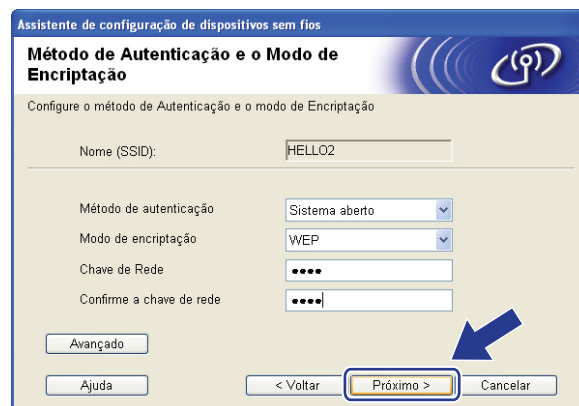 Assistente de configuração de dispositivos sem fios
Método de Autenticação e o Modo de
Encriptação
Configure o método de Autenticação e o modo de Encriptação
Nome (SSID): HELLO2
Método de autenticação Sistema aberto
Modo de encriptação WEP
Chave de Rede ••••
Confirme a chave de rede ••••
Avançado
Ajuda < Voltar Próximo > Cancelar